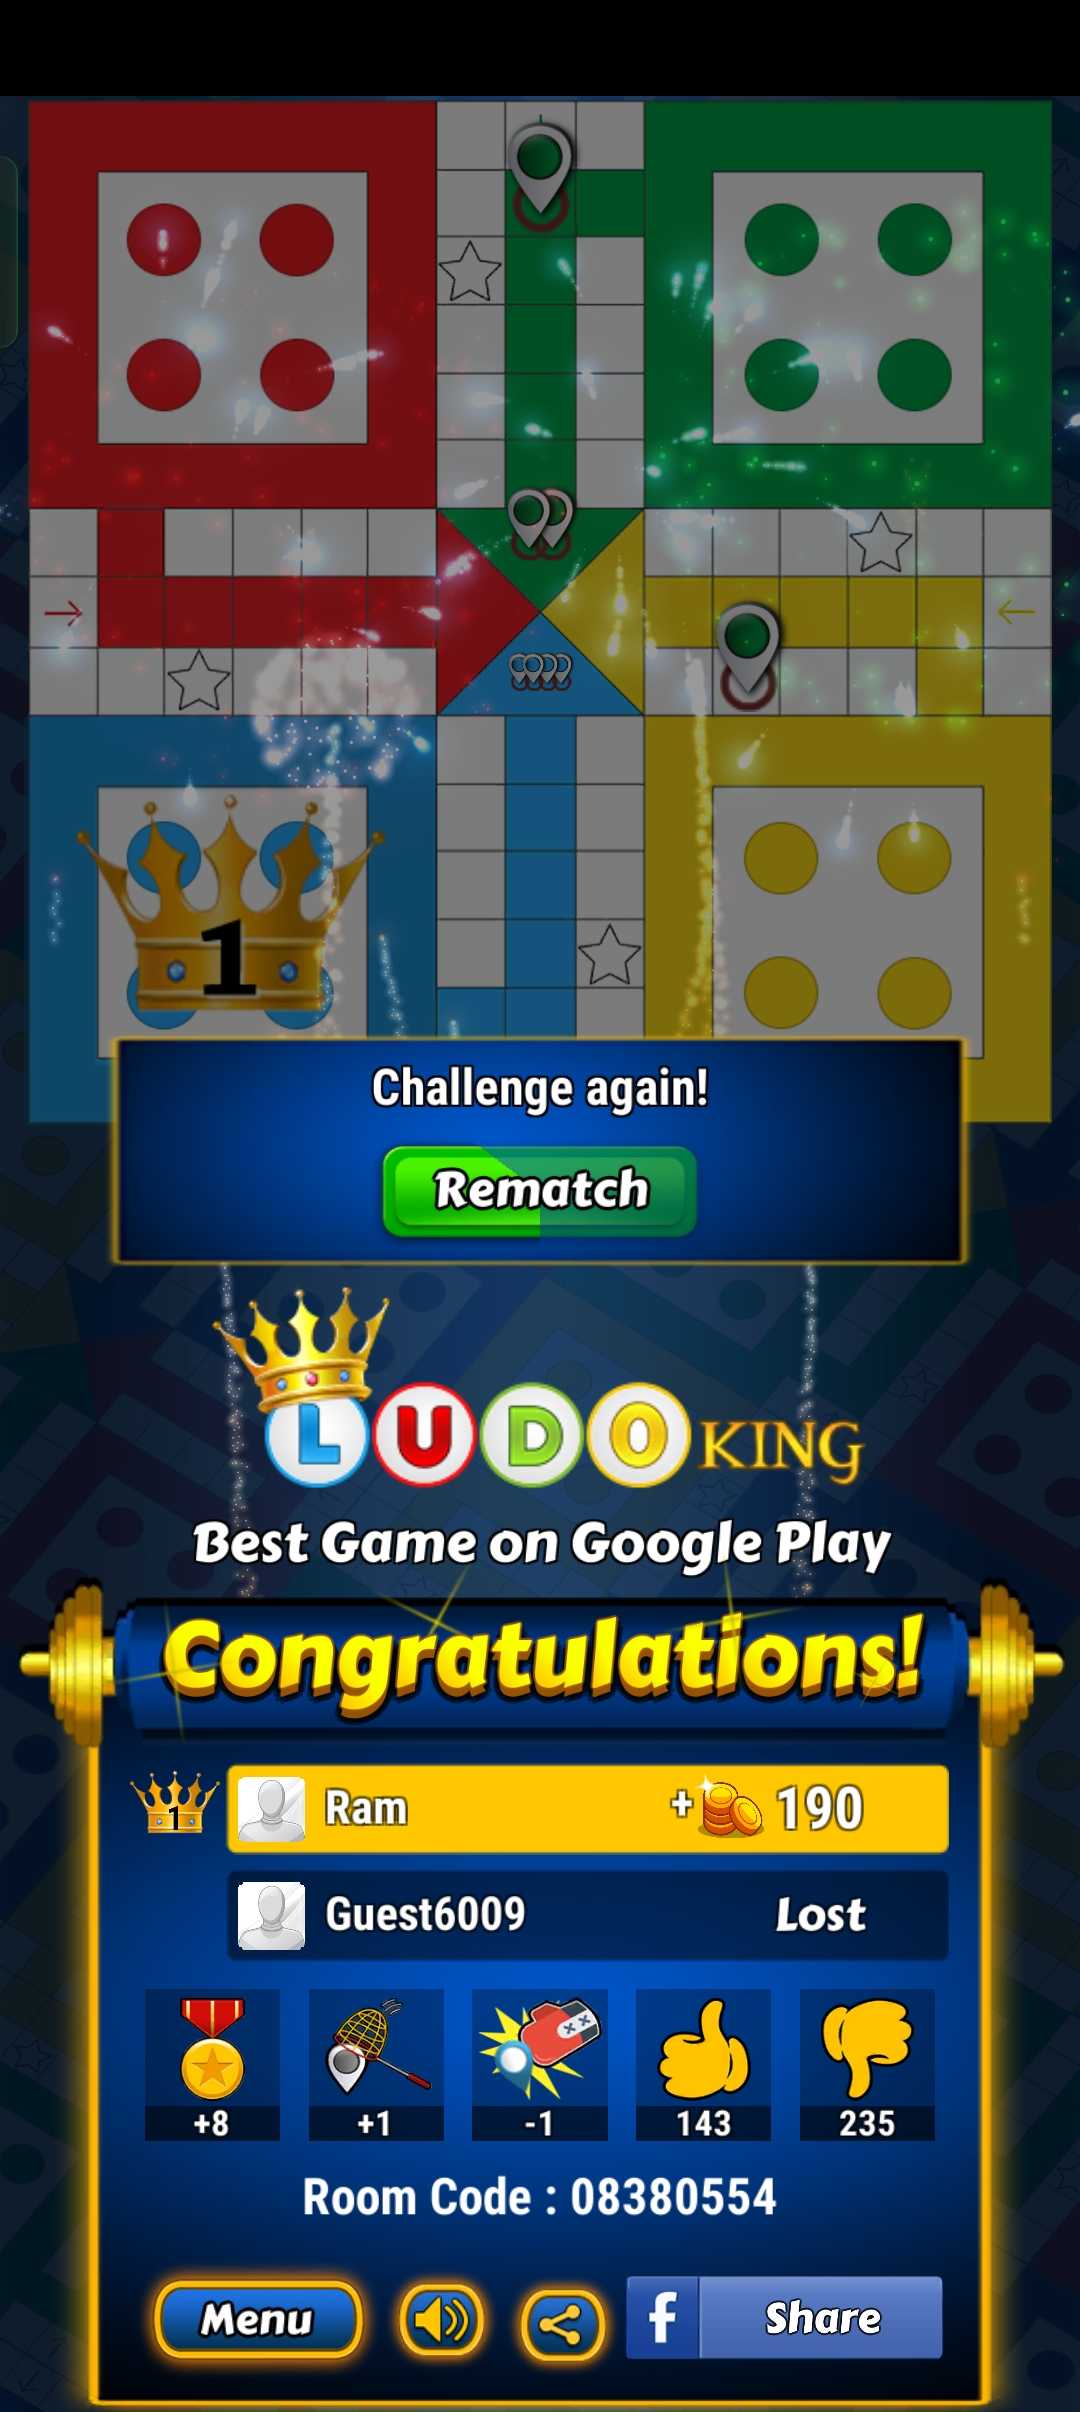 1
Challenge again!
Rematch
LUDO KING
Best Game on Google Play
Congratulations!
1 Ram + 190
Guest6009 Lost
+8 +1 -1 143 235
Room Code : 08380554
Menu f Share